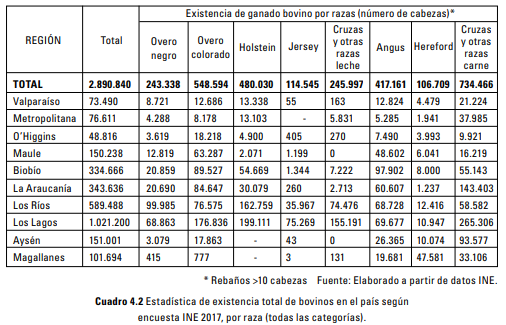 Existencia de ganado bovino por razas (número de cabezas)*
REGIÓN Total Overo negro Overo colorado Holstein Jersey Cruzas y otras razas leche Angus Hereford Cruzas y otras razas carne
TOTAL 2.890.840 243.338 548.594 480.030 114.545 245.997 417.161 106.709 734.466
Valparaíso 73.490 8.721 12.686 13.338 55 163 12.824 4.479 21.224
Metropolitana 76.611 4.288 8.178 13.103 - 5.831 5.285 1.941 37.985
O'Higgins 48.816 3.619 18.218 4.900 405 270 7.490 3.993 9.921
Maule 150.238 12.819 63.287 2.071 1.199 0 48.602 6.041 16.219
Biobío 334.666 20.859 89.527 54.669 1.344 7.222 97.902 8.000 55.143
La Araucanía 343.636 20.690 84.647 30.079 260 2.713 60.607 1.237 143.403
Los Ríos 589.488 99.985 76.575 162.759 35.967 74.476 68.728 12.416 58.582
Los Lagos 1.021.200 68.863 176.836 199.111 75.269 155.191 69.677 10.947 265.306
Aysén 151.001 3.079 17.863 - 43 0 26.365 10.074 93.577
Magallanes 101.694 415 777 - 3 131 19.681 47.581 33.106
* Rebaños >10 cabezas Fuente: Elaborado a partir de datos INE.
Cuadro 4.2 Estadística de existencia total de bovinos en el país según
encuesta INE 2017, por raza (todas las categorías).